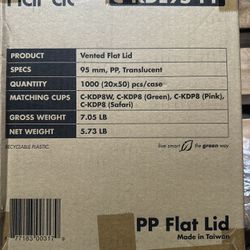 Flat Lid
PRODUCT Vented Flat Lid
SPECS 95 mm, PP, Translucent
QUANTITY 1000 (20x50) pcs/case
MATCHING CUPS C-KDP8W, C-KDP8 (Green), C-KDP8 (Pink),
C-KDP8 (Safari)
GROSS WEIGHT 7.05 LB
NET WEIGHT 5.73 LB
RECYCLABLE PLASTIC. live smart the green way
PP Flat Lid
Made in Taiwan